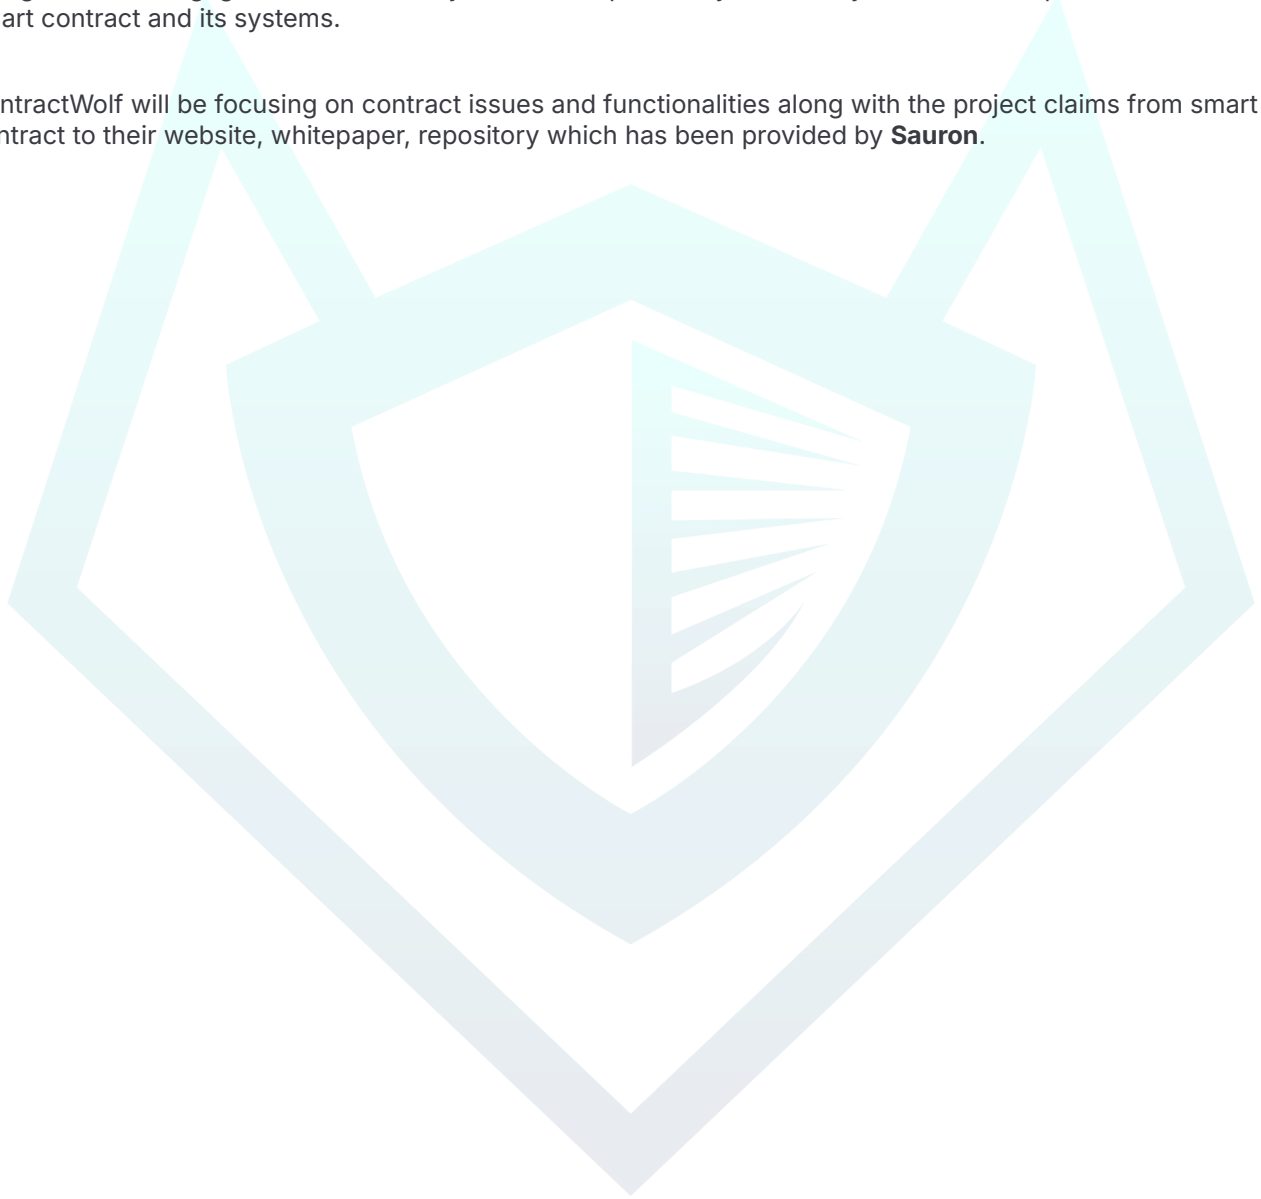 art contract and its systems.
ntractWolf will be focusing on contract issues and functionalities along with the project claims from smart
ntract to their website, whitepaper, repository which has been provided by Sauron.